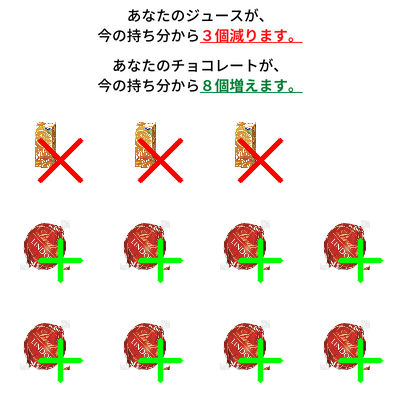 あなたのジュースが、
今の持ち分から３個減ります。
あなたのチョコレートが、
今の持ち分から８個増えます。